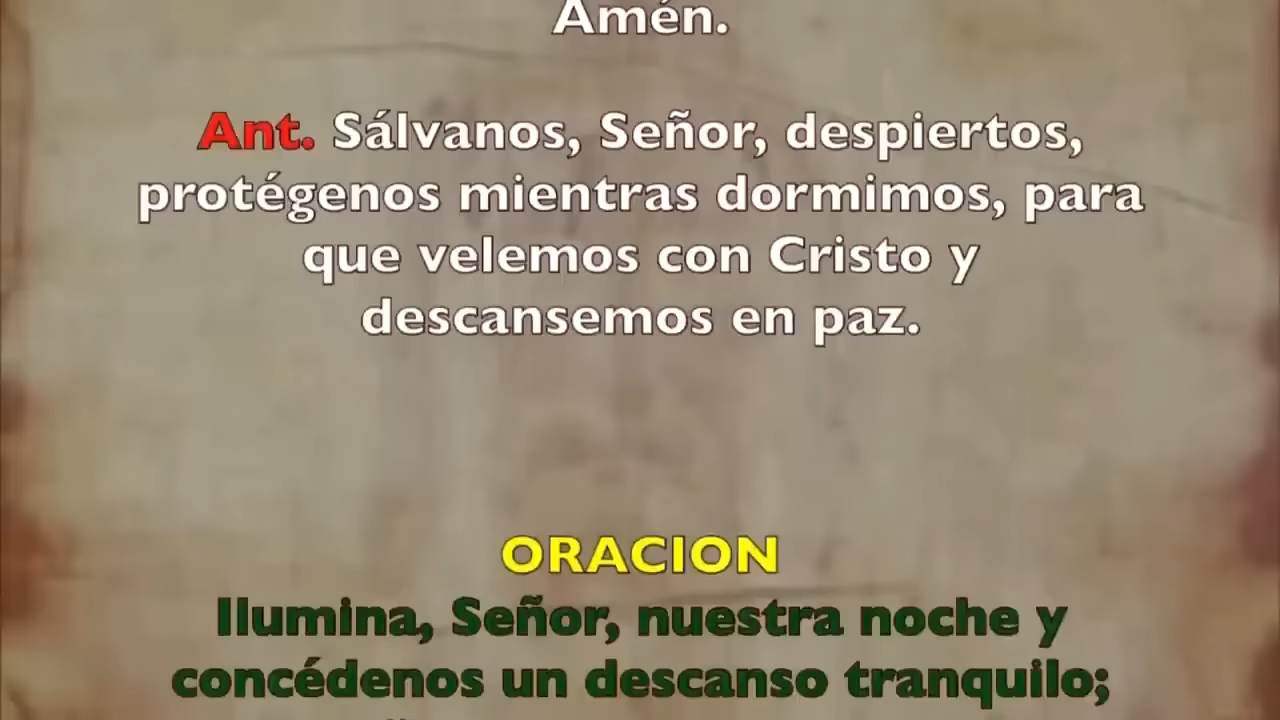 Amén.
Ant. Sálvanos, Señor, despiertos,
protégenos mientras dormimos, para
que velemos con Cristo y
descansemos en paz.
ORACION
Ilumina, Señor, nuestra noche y
concédenos un descanso tranquilo;